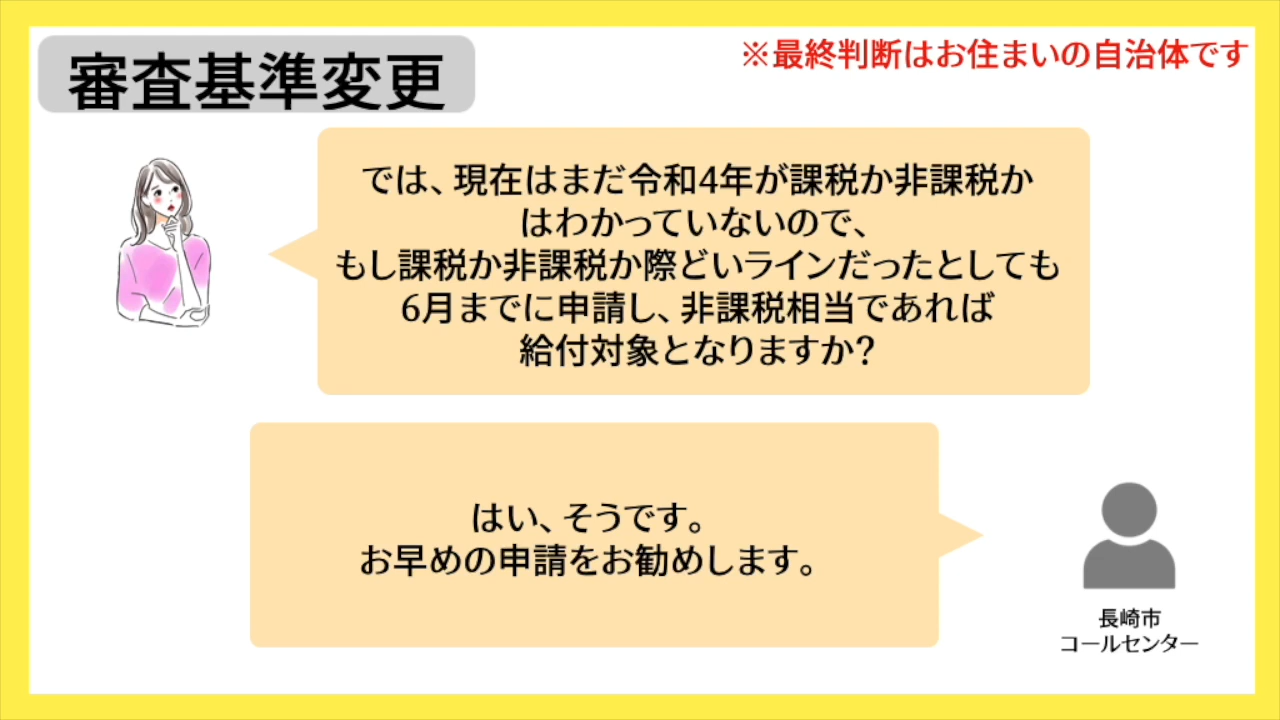 審査基準変更
※最終判断はお住まいの自治体です
では、現在はまだ令和4年が課税か非課税か
はわかっていないので、
もし課税か非課税か際どいラインだったとしても
6月までに申請し、非課税相当であれば
給付対象となりますか？
はい、そうです。
お早めの申請をお勧めします。
長崎市
コールセンター